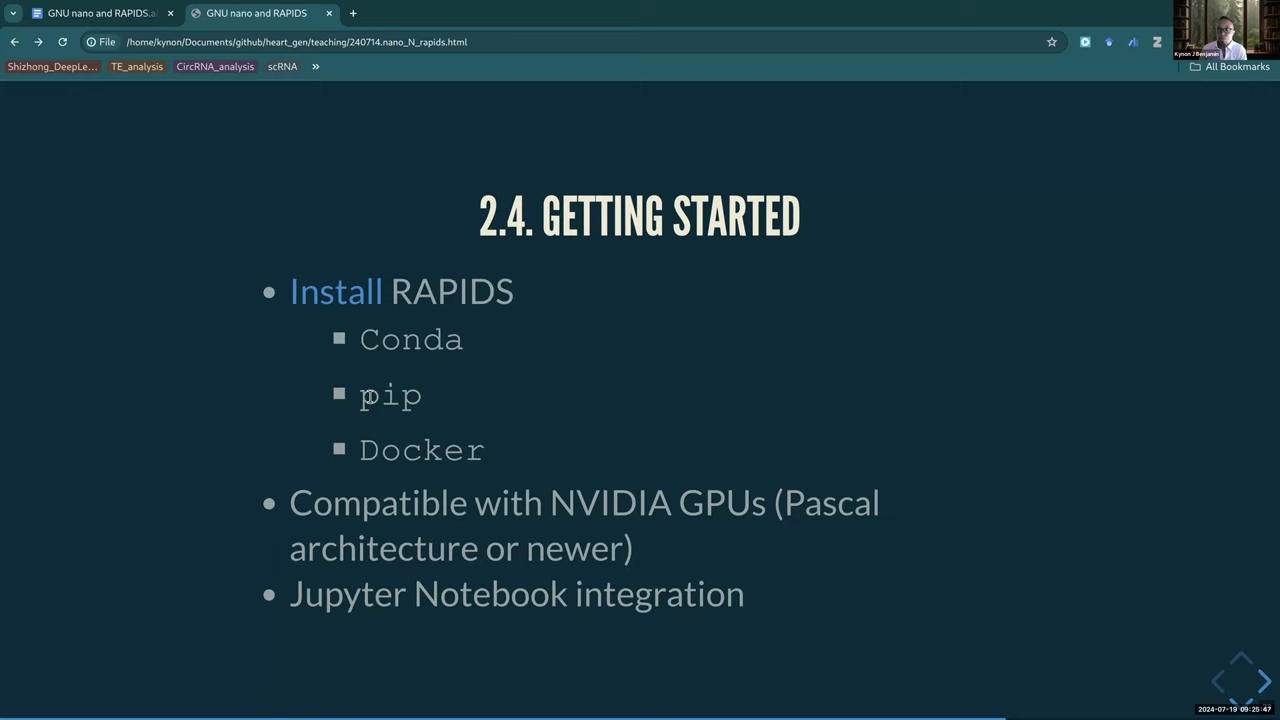 GNU nano and RAPIDS.a
GNU nano and RAPIDS
File
/home/kynon/Documents/github/heart_gen/teaching/240714.nano_N_rapids.html
Shizhong_DeepLe...
TE_analysis
CircRNA_analysis
scRNA
All Bookmarks
Kynon J Benjamin
2.4. GETTING STARTED
Install RAPIDS
Conda
pip
Docker
Compatible with NVIDIA GPUs (Pascal
architecture or newer)
Jupyter Notebook integration
2024-07-19 09:25:47